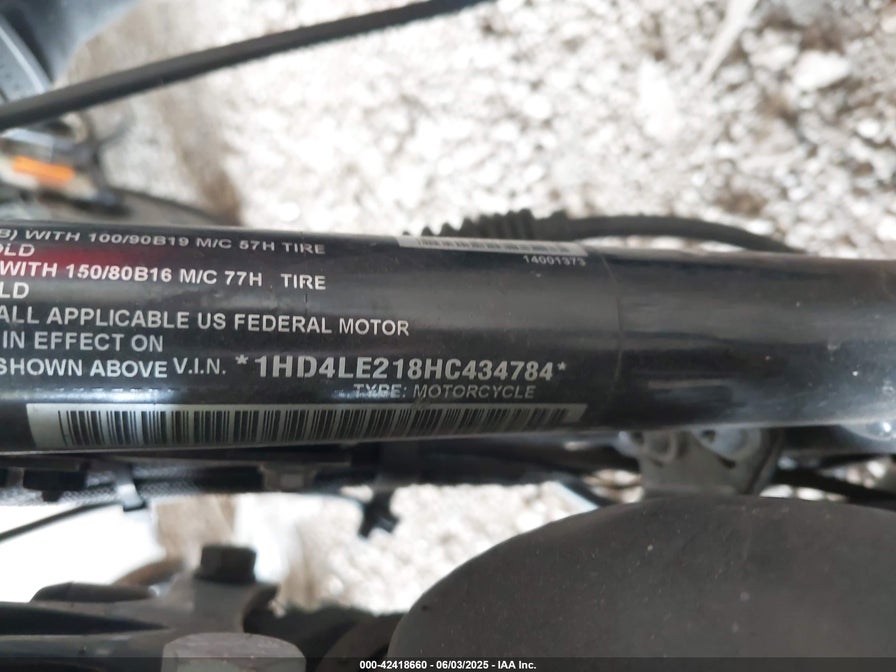 B) WITH 100/90B19 M/C 57H TIRE
OLD
14001373
WITH 150/80B16 M/C 77H TIRE
LD
ALL APPLICABLE US FEDERAL MOTOR
IN EFFECT ON
SHOWN ABOVE V.I.N. *1HD4LE218HC434784*
TYPE: MOTORCYCLE
000-42418660 - 06/03/2025 - IAA Inc.